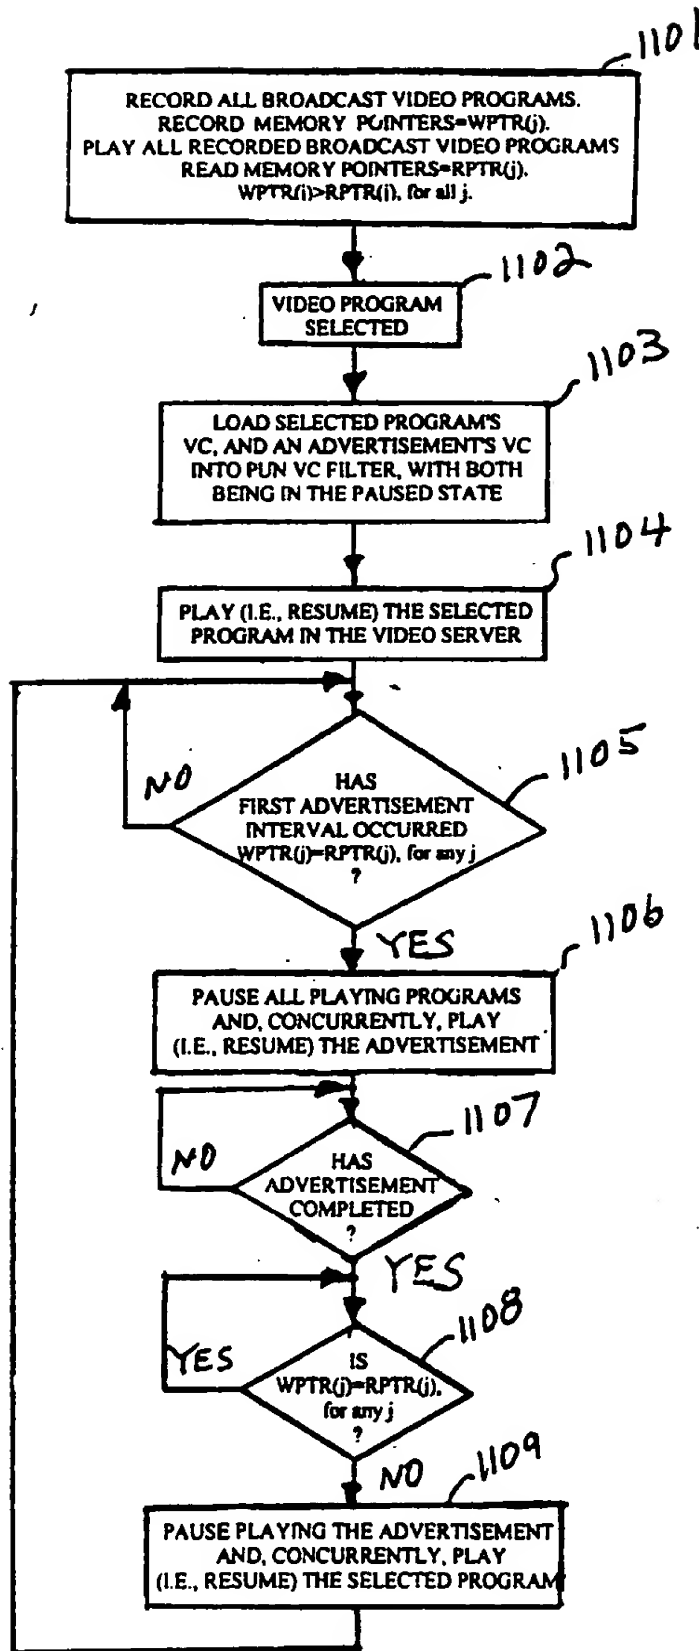 1101
RECORD ALL BROADCAST VIDEO PROGRAMS.
RECORD MEMORY POINTERS=WPTR(j).
PLAY ALL RECORDED BROADCAST VIDEO PROGRAMS
READ MEMORY POINTERS=RPTR(j).
WPTR(j)>RPTR(j), for all j.
1102
VIDEO PROGRAM
SELECTED
1103
LOAD SELECTED PROGRAM'S
VC, AND AN ADVERTISEMENT'S VC
INTO PUN VC FILTER, WITH BOTH
BEING IN THE PAUSED STATE
1104
PLAY (I.E., RESUME) THE SELECTED
PROGRAM IN THE VIDEO SERVER
1105
NO
HAS
FIRST ADVERTISEMENT
INTERVAL OCCURRED
WPTR(j)=RPTR(j), for any j
?
YES
1106
PAUSE ALL PLAYING PROGRAMS
AND, CONCURRENTLY, PLAY
(I.E., RESUME) THE ADVERTISEMENT
1107
NO
HAS
ADVERTISEMENT
COMPLETED
?
YES
1108
YES
IS
WPTR(j)=RPTR(j),
for any j
?
NO
1109
PAUSE PLAYING THE ADVERTISEMENT
AND, CONCURRENTLY, PLAY
(I.E., RESUME) THE SELECTED PROGRAM